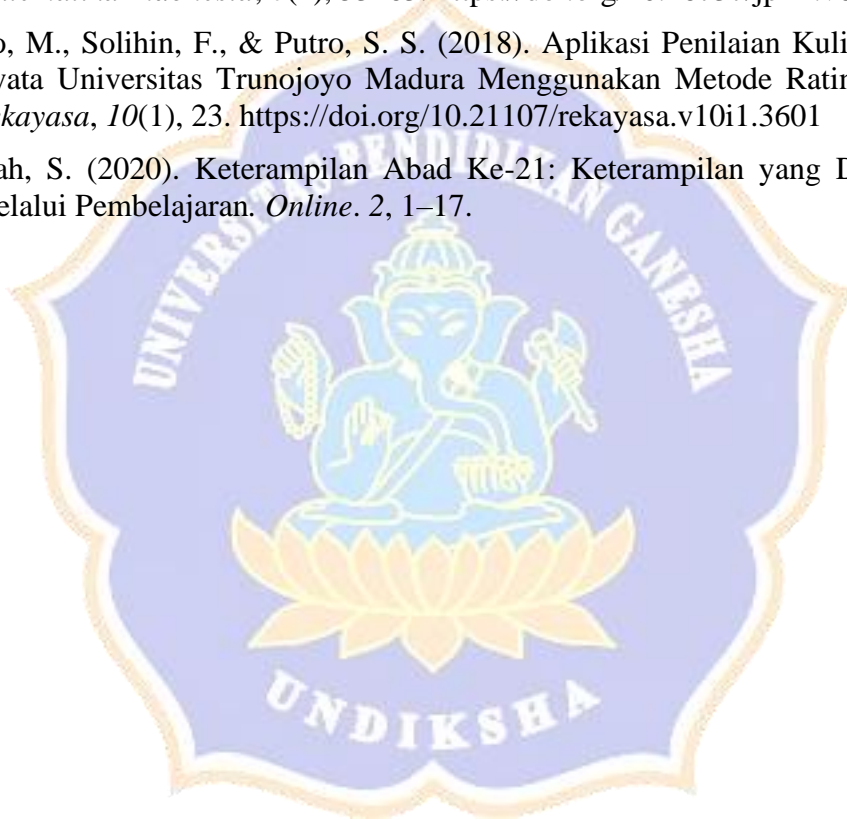 o, M., Solihin, F., & Putro, S. S. (2018). Aplikasi Penilaian Kuli
yata Universitas Trunojoyo Madura Menggunakan Metode Ratin
ekayasa, 10(1), 23. https://doi.org/10.21107/rekayasa.v10i1.3601
ah, S. (2020). Keterampilan Abad Ke-21: Keterampilan yang D
elalui Pembelajaran. Online. 2, 1–17.
UNIVERSITAS PENDIDIKAN GANESHA
UNDIKSHA